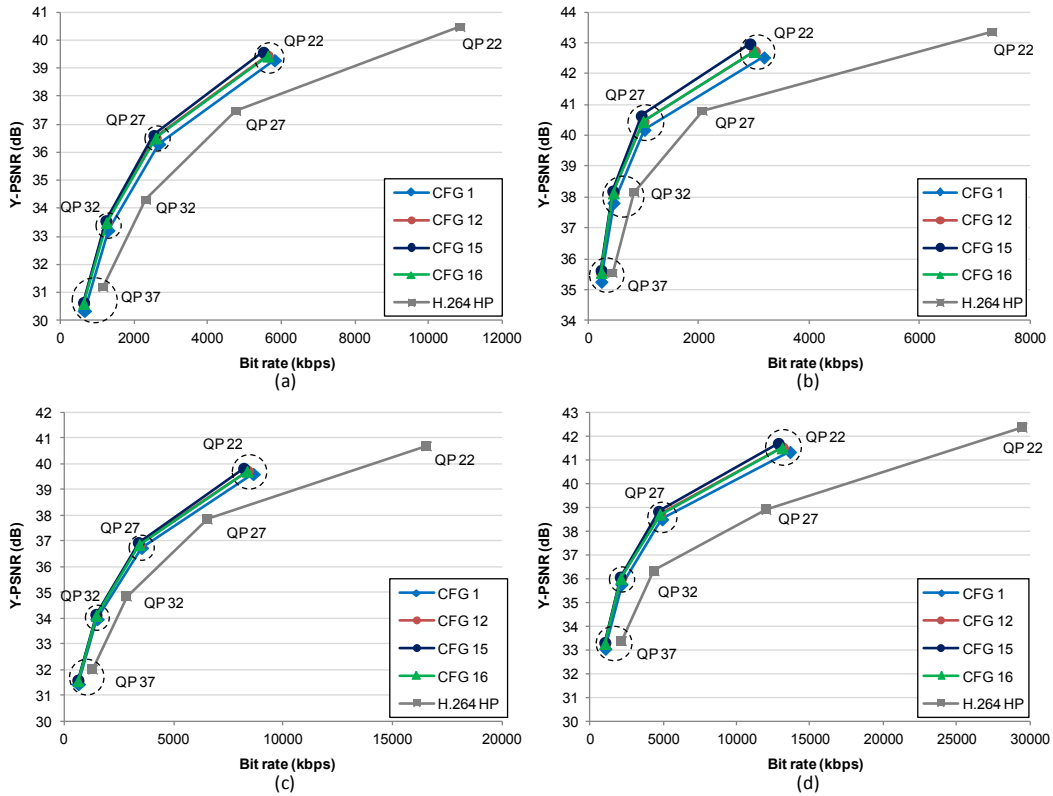 41
40
39
38
37
36
35
34
33
32
31
30
Y-PSNR (dB)
QP 22
QP 22
QP 27
QP 27
QP 32
QP 32
QP 37
CFG 1
CFG 12
CFG 15
CFG 16
H.264 HP
0 2000 4000 6000 8000 10000 12000
Bit rate (kbps)
(a)
44
43
42
41
40
39
38
37
36
35
34
Y-PSNR (dB)
QP 22
QP 22
QP 27
QP 27
QP 32
QP 37
CFG 1
CFG 12
CFG 15
CFG 16
H.264 HP
0 2000 4000 6000 8000
Bit rate (kbps)
(b)
42
41
40
39
38
37
36
35
34
33
32
31
30
Y-PSNR (dB)
QP 22
QP 22
QP 27
QP 27
QP 32
QP 32
QP 37
CFG 1
CFG 12
CFG 15
CFG 16
H.264 HP
0 5000 10000 15000 20000
Bit rate (kbps)
(c)
43
42
41
40
39
38
37
36
35
34
33
32
31
30
Y-PSNR (dB)
QP 22
QP 22
QP 27
QP 27
QP 32
QP 32
QP 37
CFG 1
CFG 12
CFG 15
CFG 16
H.264 HP
0 5000 10000 15000 20000 25000 30000
Bit rate (kbps)
(d)